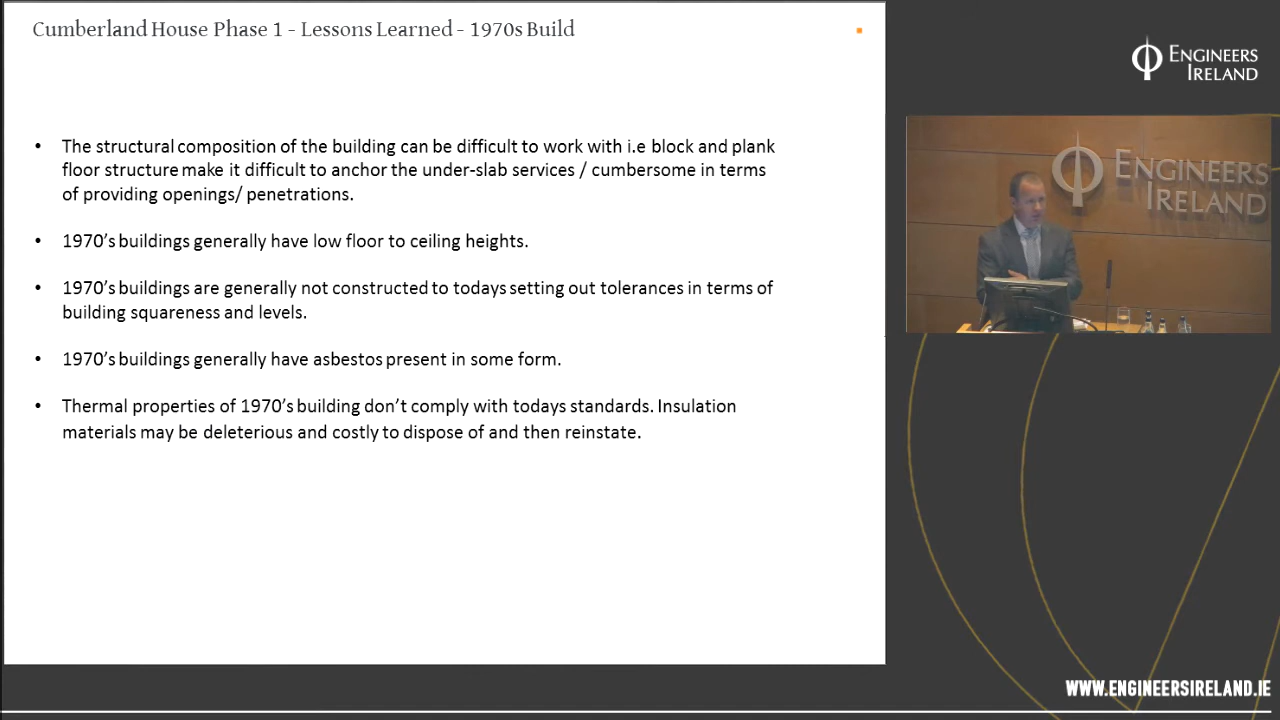 Cumberland House Phase 1 - Lessons Learned - 1970s Build
• The structural composition of the building can be difficult to work with i.e block and plank
floor structure make it difficult to anchor the under-slab services / cumbersome in terms
of providing openings/ penetrations.
• 1970's buildings generally have low floor to ceiling heights.
• 1970's buildings are generally not constructed to todays setting out tolerances in terms of
building squareness and levels.
• 1970's buildings generally have asbestos present in some form.
• Thermal properties of 1970's building don't comply with todays standards. Insulation
materials may be deleterious and costly to dispose of and then reinstate.
ENGINEERS
IRELAND
ENGINEERS
IRELAND
WWW.ENGINEERSIRELAND.IE